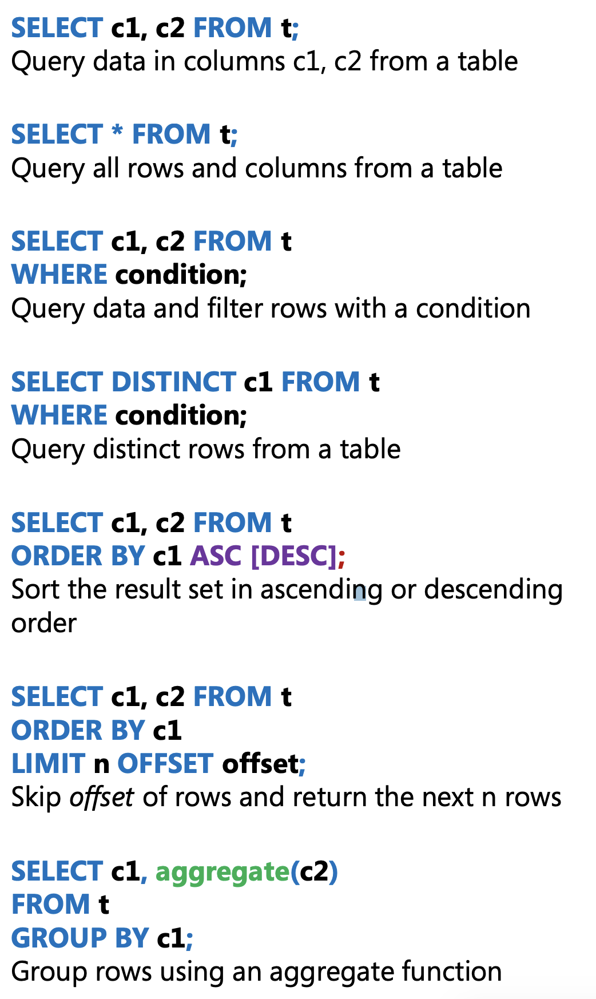 SELECT c1, c2 FROM t;
Query data in columns c1, c2 from a table
SELECT * FROM t;
Query all rows and columns from a table
SELECT c1, c2 FROM t
WHERE condition;
Query data and filter rows with a condition
SELECT DISTINCT c1 FROM t
WHERE condition;
Query distinct rows from a table
SELECT c1, c2 FROM t
ORDER BY c1 ASC [DESC];
Sort the result set in ascending or descending
order
SELECT c1, c2 FROM t
ORDER BY c1
LIMIT n OFFSET offset;
Skip offset of rows and return the next n rows
SELECT c1, aggregate(c2)
FROM t
GROUP BY c1;
Group rows using an aggregate function